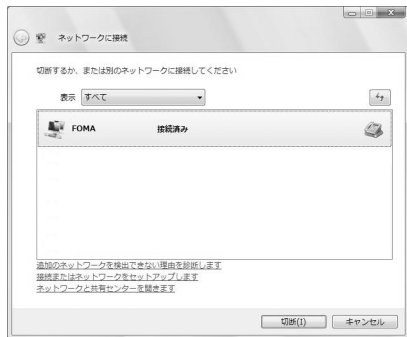 ネットワークに接続
切断するか、または別のネットワークに接続してください
表示 すべて
FOMA 接続済み
追加のネットワークを検出できない理由を診断します
接続またはネットワークをセットアップします
ネットワークと共有センターを開きます
切断(I) キャンセル